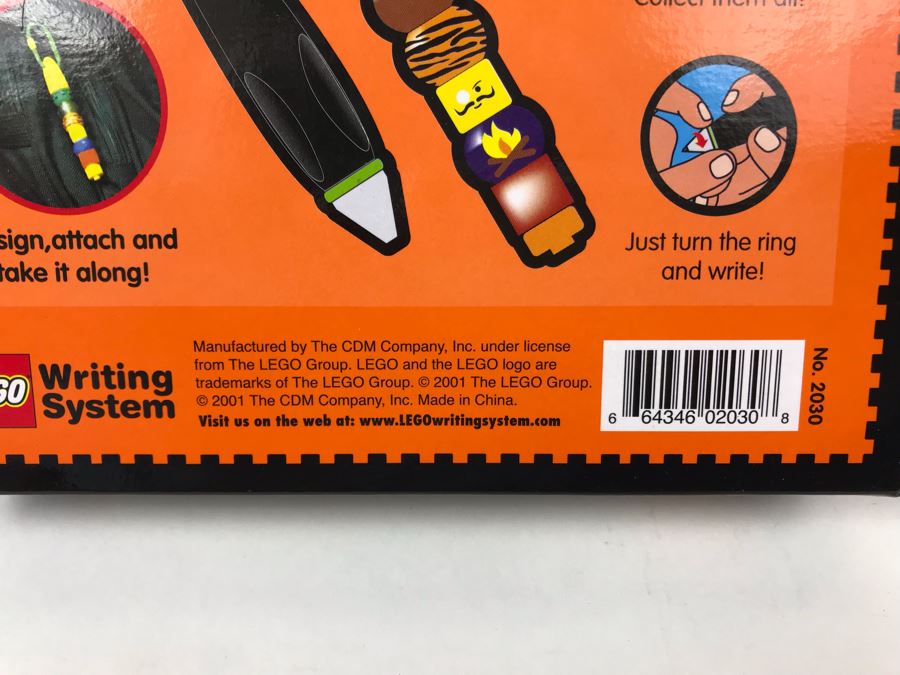 Collect them all!
sign,attach and
take it along!
Just turn the ring
and write!
Writing
System
Manufactured by The CDM Company, Inc. under license
from The LEGO Group. LEGO and the LEGO logo are
trademarks of The LEGO Group. © 2001 The LEGO Group.
© 2001 The CDM Company, Inc. Made in China.
Visit us on the web at: www.LEGOwritingsystem.com
6 64346 02030 8
No. 2030